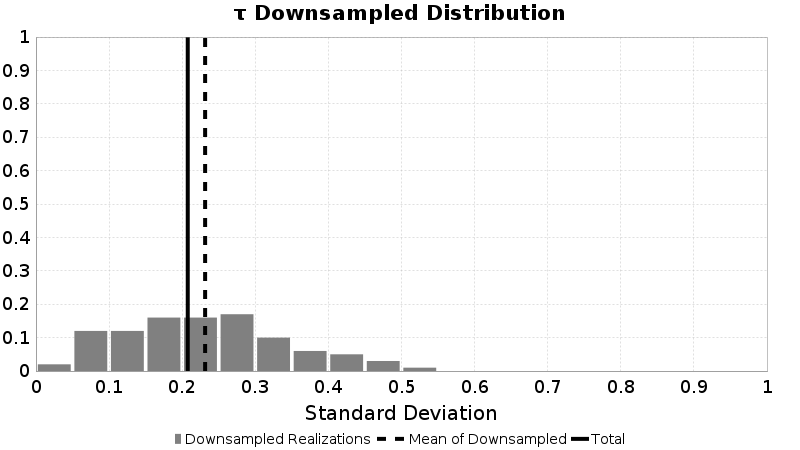 τ Downsampled Distribution
1
0.9
0.8
0.7
0.6
0.5
0.4
0.3
0.2
0.1
0
0 0.1 0.2 0.3 0.4 0.5 0.6 0.7 0.8 0.9 1
Standard Deviation
Downsampled Realizations Mean of Downsampled Total